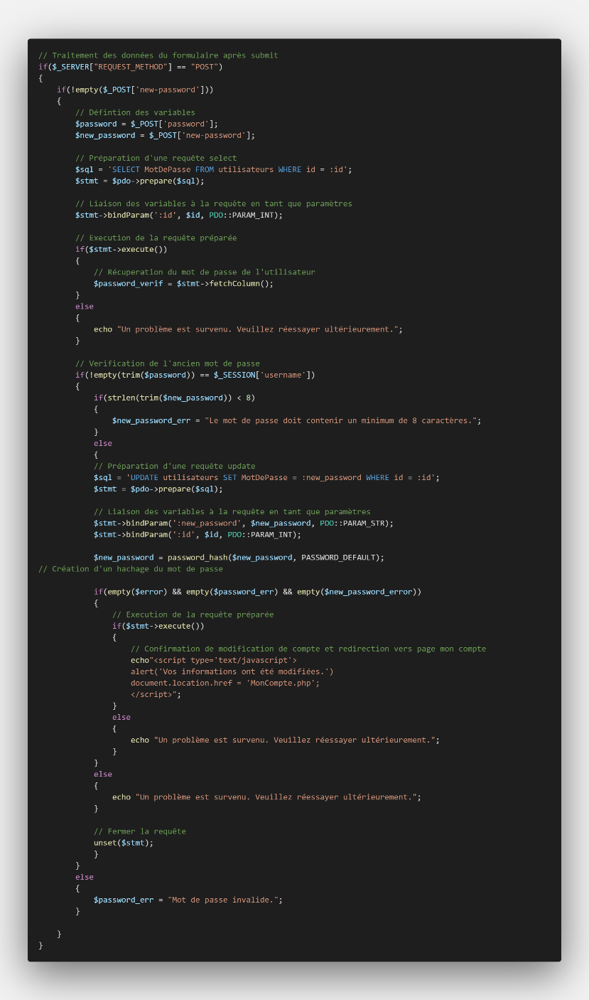 // Traitement des données du formulaire après submit
if($_SERVER["REQUEST_METHOD"] == "POST")
{
    if(!empty($_POST['new-password']))
    {
        // Défintion des variables
        $password = $_POST['password'];
        $new_password = $_POST['new-password'];

        // Préparation d'une requête select
        $sql = 'SELECT MotDePasse FROM utilisateurs WHERE id = :id';
        $stmt = $pdo->prepare($sql);

        // Liaison des variables à la requête en tant que paramètres
        $stmt->bindParam(':id', $id, PDO::PARAM_INT);

        // Execution de la requête préparée
        if($stmt->execute())
        {
            // Récuperation du mot de passe de l'utilisateur
            $password_verif = $stmt->fetchColumn();
        }
        else
        {
            echo "Un problème est survenu. Veuillez réessayer ultérieurement.";
        }

        // Verification de l'ancien mot de passe
        if(!empty(trim($password)) == $_SESSION['username'])
        {
            if(strlen(trim($new_password)) < 8)
            {
                $new_password_err = "Le mot de passe doit contenir un minimum de 8 caractères.";
            }
            else
            {
            // Préparation d'une requête update
            $sql = 'UPDATE utilisateurs SET MotDePasse = :new_password WHERE id = :id';
            $stmt = $pdo->prepare($sql);

            // Liaison des variables à la requête en tant que paramètres
            $stmt->bindParam(':new_password', $new_password, PDO::PARAM_STR);
            $stmt->bindParam(':id', $id, PDO::PARAM_INT);

            $new_password = password_hash($new_password, PASSWORD_DEFAULT);
// Création d'un hachage du mot de passe

            if(empty($error) && empty($password_err) && empty($new_password_error))
            {
                // Execution de la requête préparée
                if($stmt->execute())
                {
                    // Confirmation de modification de compte et redirection vers page mon compte
                    echo"<script type='text/javascript'>
                    alert('Vos informations ont été modifiées.')
                    document.location.href = 'MonCompte.php';
                    </script>";
                }
                else
                {
                    echo "Un problème est survenu. Veuillez réessayer ultérieurement.";
                }
            }
            else
            {
                echo "Un problème est survenu. Veuillez réessayer ultérieurement.";
            }

            // Fermer la requête
            unset($stmt);
            }
        }
        else
        {
            $password_err = "Mot de passe invalide.";
        }

    }
}